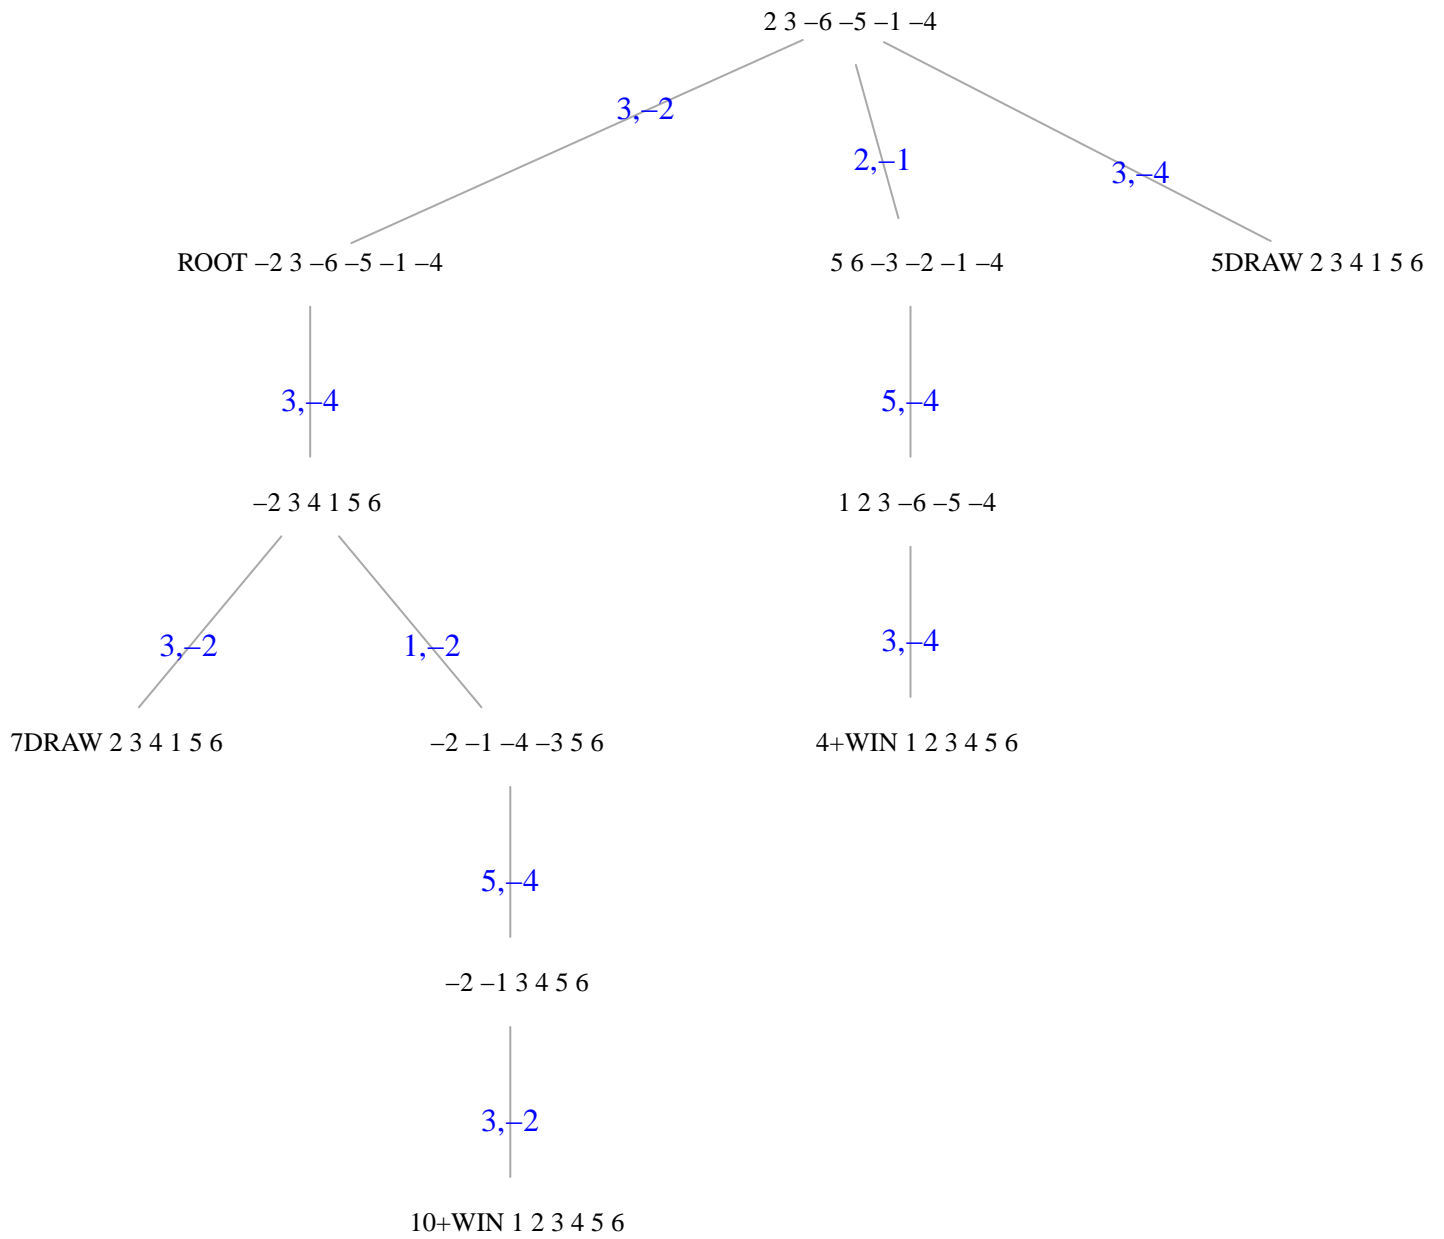 2 3 –6 –5 –1 –4
3,–2
2,–1
3,–4
ROOT –2 3 –6 –5 –1 –4
5 6 –3 –2 –1 –4
5DRAW 2 3 4 1 5 6
3,–4
5,–4
–2 3 4 1 5 6
1 2 3 –6 –5 –4
3,–2
1,–2
3,–4
7DRAW 2 3 4 1 5 6
–2 –1 –4 –3 5 6
4+WIN 1 2 3 4 5 6
5,–4
–2 –1 3 4 5 6
3,–2
10+WIN 1 2 3 4 5 6